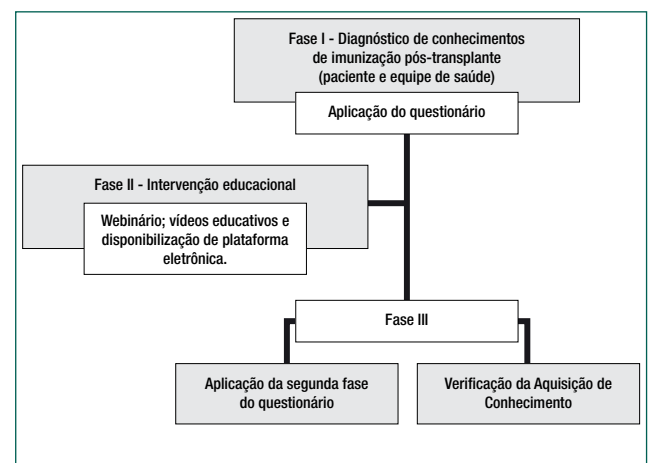 Fase I - Diagnóstico de conhecimentos
de imunização pós-transplante
(paciente e equipe de saúde)
Aplicação do questionário
Fase II - Intervenção educacional
Webinário; vídeos educativos e
disponibilização de plataforma
eletrônica.
Fase III
Aplicação da segunda fase
do questionário
Verificação da Aquisição de
Conhecimento